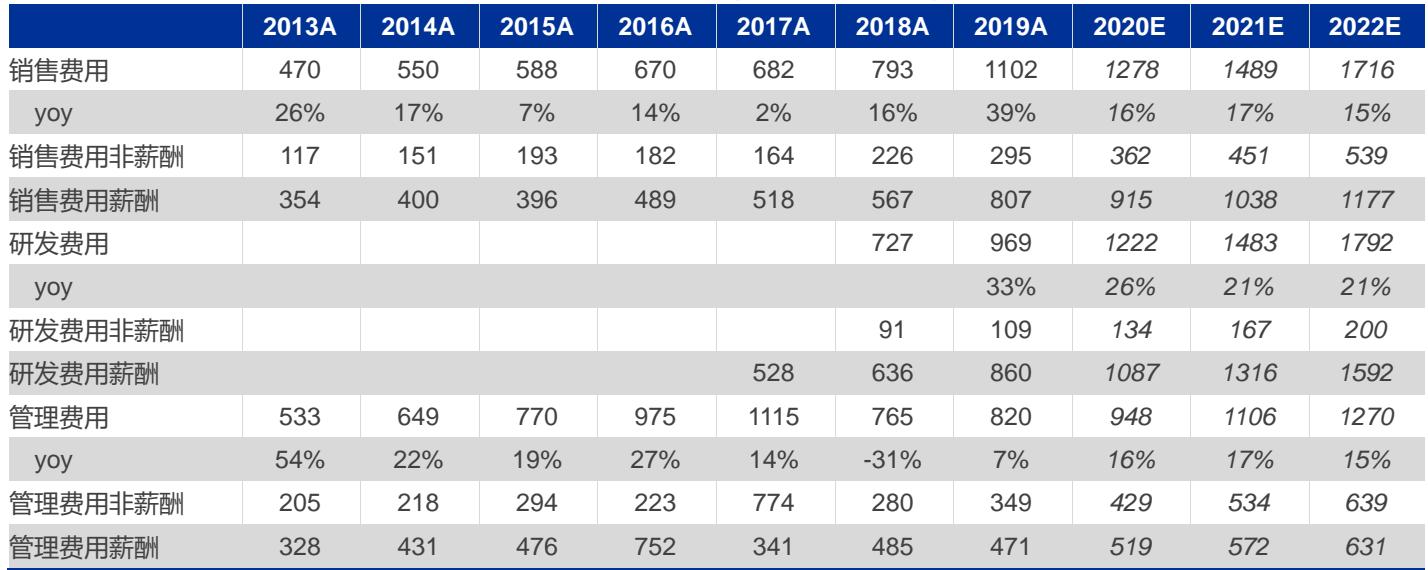 2013A 2014A 2015A 2016A 2017A 2018A 2019A 2020E 2021E 2022E
销售费用 470 550 588 670 682 793 1102 1278 1489 1716
yoy 26% 17% 7% 14% 2% 16% 39% 16% 17% 15%
销售费用非薪酬 117 151 193 182 164 226 295 362 451 539
销售费用薪酬 354 400 396 489 518 567 807 915 1038 1177
研发费用 727 969 1222 1483 1792
yoy 33% 26% 21% 21%
研发费用非薪酬 91 109 134 167 200
研发费用薪酬 528 636 860 1087 1316 1592
管理费用 533 649 770 975 1115 765 820 948 1106 1270
yoy 54% 22% 19% 27% 14% -31% 7% 16% 17% 15%
管理费用非薪酬 205 218 294 223 774 280 349 429 534 639
管理费用薪酬 328 431 476 752 341 485 471 519 572 631